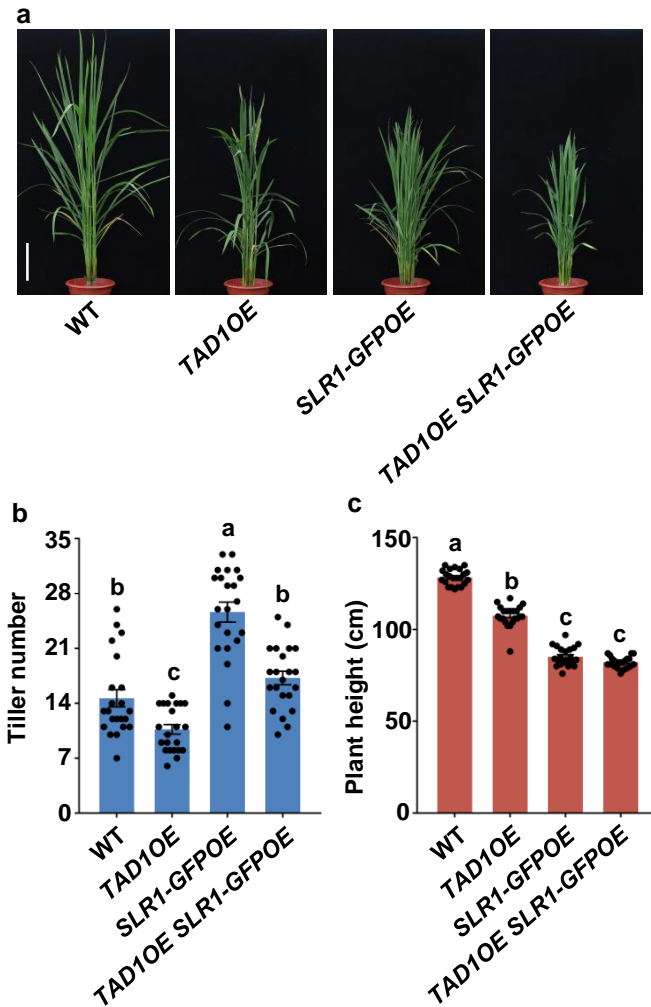 a
WT
TAD1OE
SLR1-GFPOE
TAD1OE SLR1-GFPOE
b
Tiller number
35
28
21
14
7
0
b
c
a
b
WT
TAD1OE
SLR1-GFPOE
TAD1OE SLR1-GFPOE
c
Plant height (cm)
150
100
50
0
a
b
c
c
WT
TAD1OE
SLR1-GFPOE
TAD1OE SLR1-GFPOE